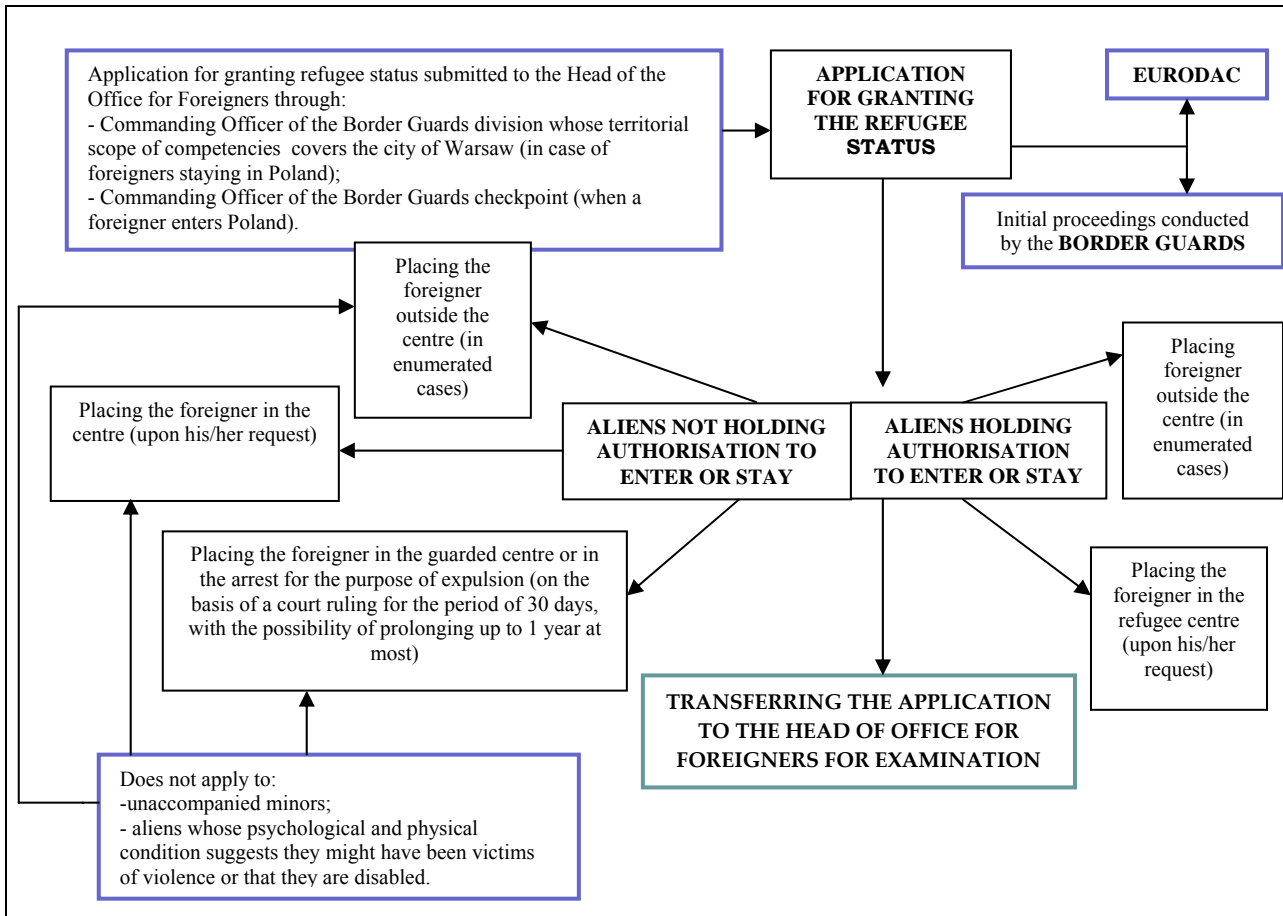 Application for granting refugee status submitted to the Head of the
Office for Foreigners through:
- Commanding Officer of the Border Guards division whose territorial
scope of competencies covers the city of Warsaw (in case of
foreigners staying in Poland);
- Commanding Officer of the Border Guards checkpoint (when a
foreigner enters Poland).
APPLICATION
FOR GRANTING
THE REFUGEE
STATUS
EURODAC
Initial proceedings conducted
by the BORDER GUARDS
Placing the
foreigner
outside the
centre (in
enumerated
cases)
Placing the foreigner in the
centre (upon his/her request)
ALIENS NOT HOLDING
AUTHORISATION TO
ENTER OR STAY
ALIENS HOLDING
AUTHORISATION
TO ENTER OR STAY
Placing
foreigner
outside the
centre (in
enumerated
cases)
Placing the foreigner in the guarded centre or in
the arrest for the purpose of expulsion (on the
basis of a court ruling for the period of 30 days,
with the possibility of prolonging up to 1 year at
most)
Placing the
foreigner in the
refugee centre
(upon his/her
request)
TRANSFERRING THE APPLICATION
TO THE HEAD OF OFFICE FOR
FOREIGNERS FOR EXAMINATION
Does not apply to:
-unaccompanied minors;
- aliens whose psychological and physical
condition suggests they might have been victims
of violence or that they are disabled.